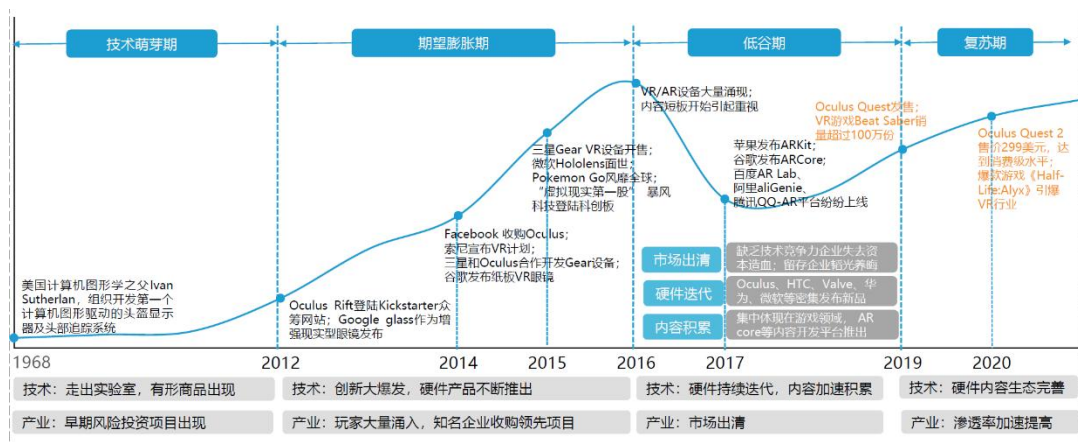 技术萌芽期
期望膨胀期
低谷期
复苏期
美国计算机图形学之父Ivan
Sutherlan，组织开发第一个
计算机图形驱动的头盔显示
器及头部追踪系统
Oculus Rift登陆Kickstarter众
筹网站；Google glass作为增
强现实型眼镜发布
Facebook 收购Oculus；
索尼宣布VR计划；
三星和Oculus合作开发Gear设备；
谷歌发布纸板VR眼镜
三星Gear VR设备开售；
微软Hololens面世；
Pokemon Go风靡全球；
“虚拟现实第一股” 暴风
科技登陆科创板
VR/AR设备大量涌现；
内容短板开始引起重视
苹果发布ARKit；
谷歌发布ARCore；
百度AR Lab、
阿里aliGenie、
腾讯QQ-AR平台纷纷上线
Oculus Quest发售；
VR游戏Beat Saber销
量超过100万份
Oculus Quest 2
售价299美元，达
到消费级水平；
爆款游戏《Half-
Life:Alyx》引爆
VR行业
市场出清
缺乏技术竞争力企业失去资
本造血；留存企业韬光养晦
硬件迭代
Oculus、HTC、Valve、华
为、微软等密集发布新品
内容积累
集中体现在游戏领域， AR
core等内容开发平台推出
1968
2012
2014
2015
2016
2017
2019
2020
技术：走出实验室，有形商品出现
技术：创新大爆发，硬件产品不断推出
技术：硬件持续迭代，内容加速积累
技术：硬件内容生态完善
产业：早期风险投资项目出现
产业：玩家大量涌入，知名企业收购领先项目
产业：市场出清
产业：渗透率加速提高